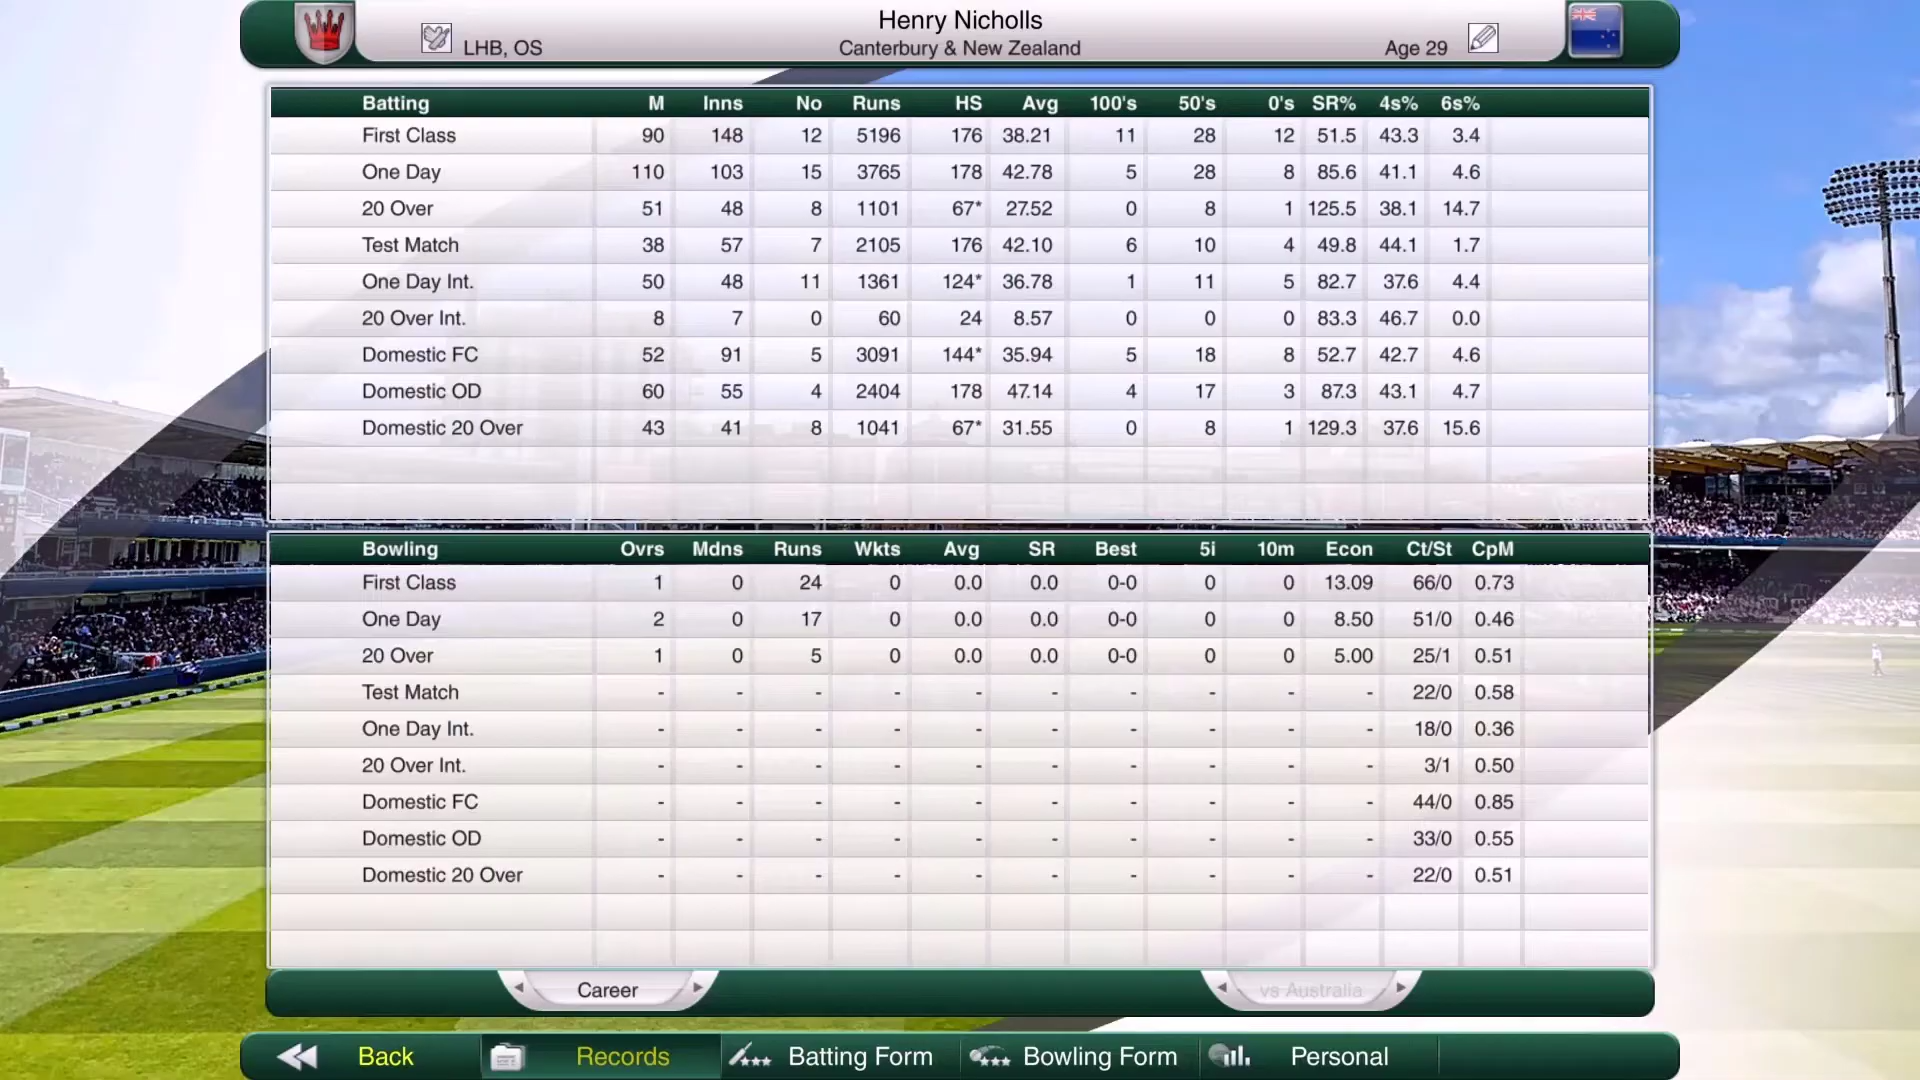 Henry Nicholls
LHB, OS Canterbury & New Zealand Age 29
Batting M Inns No Runs HS Avg 100's 50's 0's SR% 4s% 6s%
First Class 90 148 12 5196 176 38.21 11 28 12 51.5 43.3 3.4
One Day 110 103 15 3765 178 42.78 5 28 8 85.6 41.1 4.6
20 Over 51 48 8 1101 67* 27.52 0 8 1 125.5 38.1 14.7
Test Match 38 57 7 2105 176 42.10 6 10 4 49.8 44.1 1.7
One Day Int. 50 48 11 1361 124* 36.78 1 11 5 82.7 37.6 4.4
20 Over Int. 8 7 0 60 24 8.57 0 0 0 83.3 46.7 0.0
Domestic FC 52 91 5 3091 144* 35.94 5 18 8 52.7 42.7 4.6
Domestic OD 60 55 4 2404 178 47.14 4 17 3 87.3 43.1 4.7
Domestic 20 Over 43 41 8 1041 67* 31.55 0 8 1 129.3 37.6 15.6
Bowling Ovrs Mdns Runs Wkts Avg SR Best 5i 10m Econ Ct/St CpM
First Class 1 0 24 0 0.0 0.0 0-0 0 0 13.09 66/0 0.73
One Day 2 0 17 0 0.0 0.0 0-0 0 0 8.50 51/0 0.46
20 Over 1 0 5 0 0.0 0.0 0-0 0 0 5.00 25/1 0.51
Test Match - - - - - - - - - - 22/0 0.58
One Day Int. - - - - - - - - - - 18/0 0.36
20 Over Int. - - - - - - - - - - 3/1 0.50
Domestic FC - - - - - - - - - - 44/0 0.85
Domestic OD - - - - - - - - - - 33/0 0.55
Domestic 20 Over - - - - - - - - - - 22/0 0.51
Career vs Australia
Back Records Batting Form Bowling Form Personal